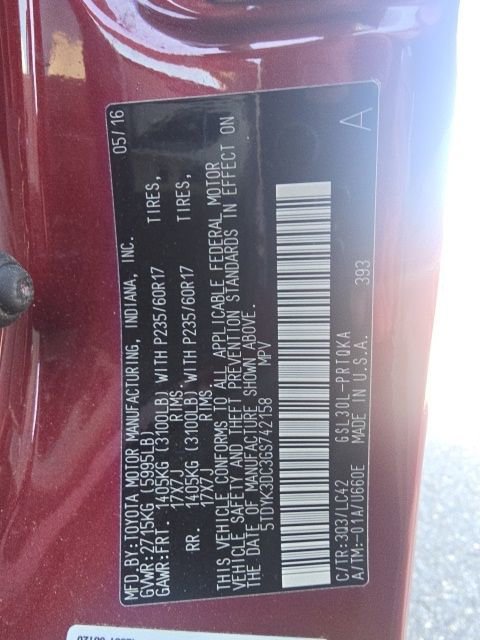 MFD.BY:TOYOTA MOTOR MANUFACTURING, INDIANA, INC. 05/16
GVWR:2715KG (5995LB)
GAWR:FRT. 1405KG (3100LB) WITH P235/60R17 TIRES,
17X7J RIMS
RR. 1405KG (3100LB) WITH P235/60R17 TIRES,
17X7J RIMS
THIS VEHICLE CONFORMS TO ALL APPLICABLE FEDERAL MOTOR
VEHICLE SAFETY AND THEFT PREVENTION STANDARDS IN EFFECT ON
THE DATE OF MANUFACTURE SHOWN ABOVE.
5TDYK3DC3GS742158 MPV
C/TR:3Q3/LC42 GSL30L-PRTQKA
A/TM:-01A/U660E MADE IN U.S.A. 393 A